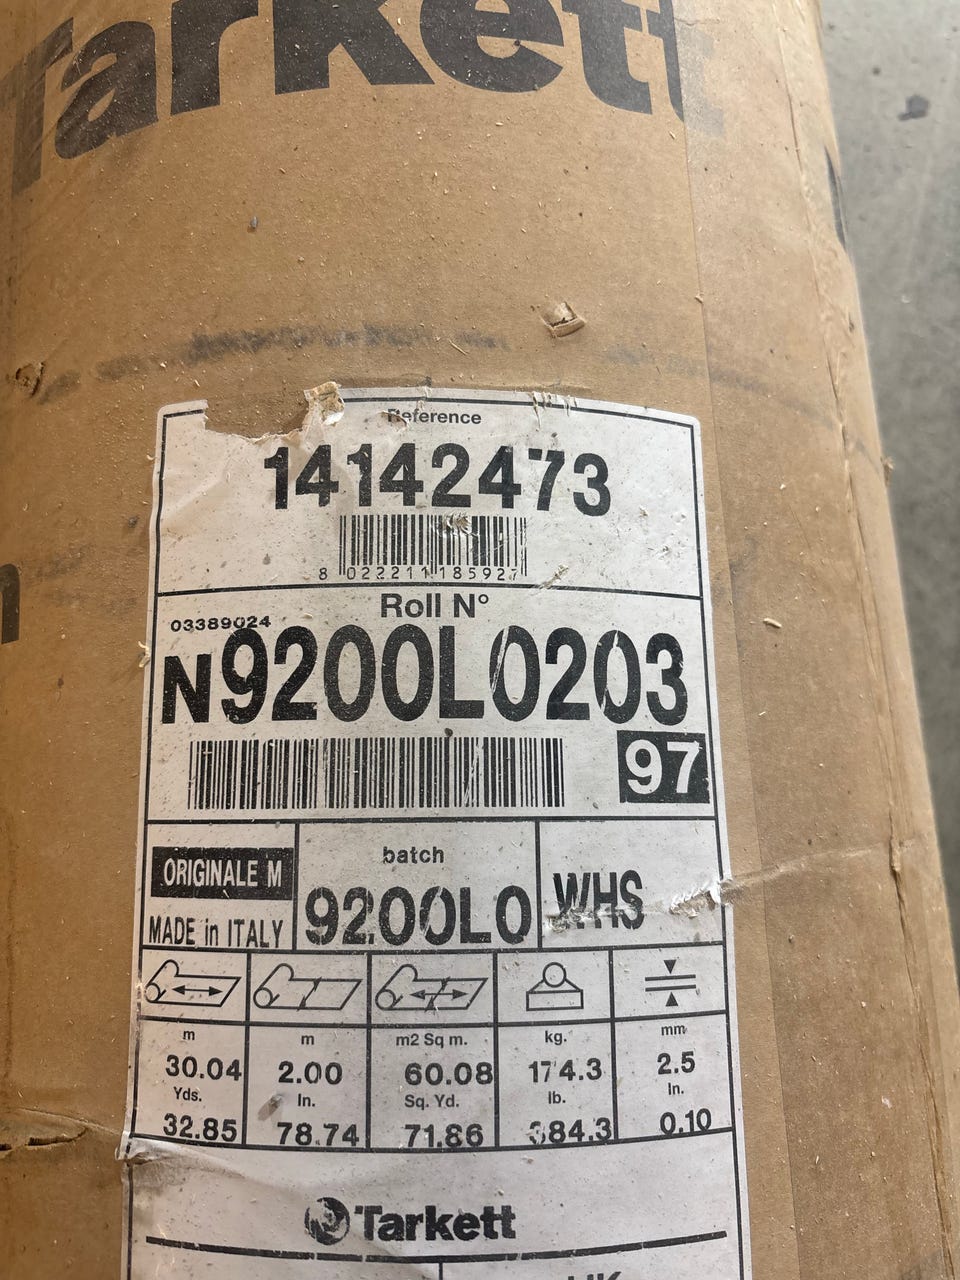 Tarkett
Reference
14142473
8 022211 185927
Roll N°
03389024
N9200L0203
97
ORIGINALE M
MADE in ITALY
batch
9200L0
WHS
m
30.04
Yds.
32.85
m
2.00
In.
78.74
m2 Sq m.
60.08
Sq. Yd.
71.86
kg.
174.3
lb.
384.3
mm
2.5
In.
0.10
Tarkett